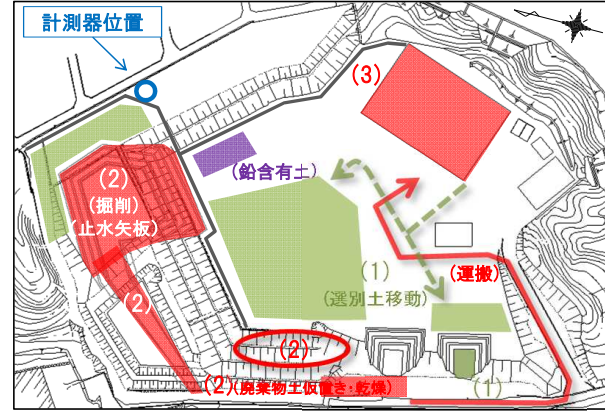 計測器位置
(3)
(鉛含有土)
(2)
(掘削)
(止水矢板)
(1)
(選別土移動)
(運搬)
(2)
(2)
(2)(廃棄物土仮置き・乾燥)
(1)